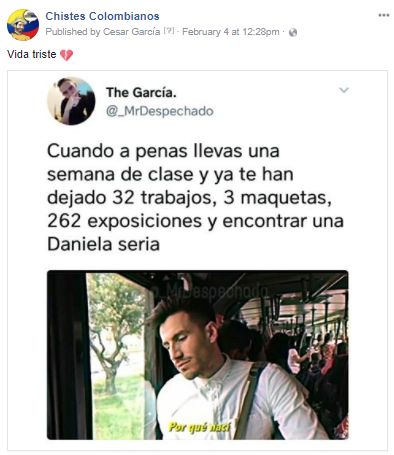 Chistes Colombianos
Published by Cesar García [?] · February 4 at 12:28pm ·
Vida triste
The García.
@_MrDespechado
Cuando a penas llevas una
semana de clase y ya te han
dejado 32 trabajos, 3 maquetas,
262 exposiciones y encontrar una
Daniela seria
MrDespechado
Por qué nací